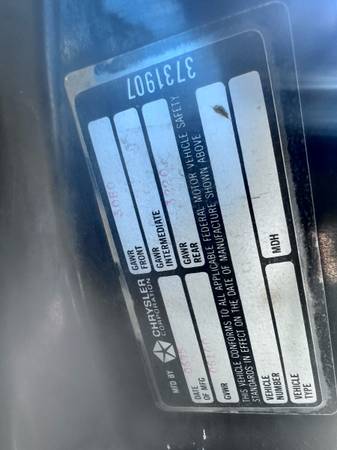 MFD BY CHRYSLER CORPORATION
3731907
DATE OF MFG
GAWR FRONT
GVWR
GAWR INTERMEDIATE
GAWR REAR
THIS VEHICLE CONFORMS TO ALL APPLICABLE FEDERAL MOTOR VEHICLE SAFETY
STANDARDS IN EFFECT ON THE DATE OF MANUFACTURE SHOWN ABOVE
VEHICLE NUMBER
VEHICLE TYPE
MDH